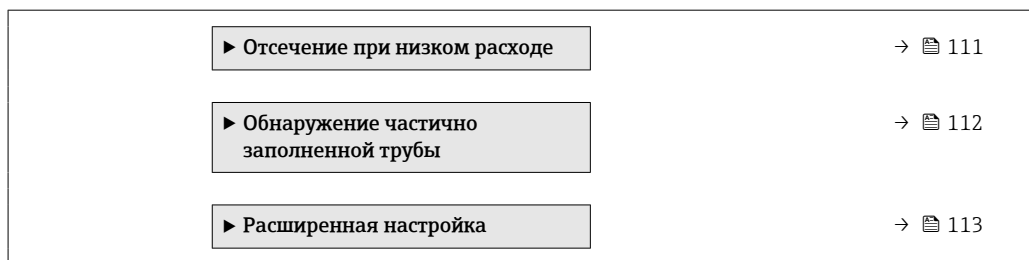 ▶ Отсечение при низком расходе → 🗎 111
▶ Обнаружение частично → 🗎 112
заполненной трубы
▶ Расширенная настройка → 🗎 113